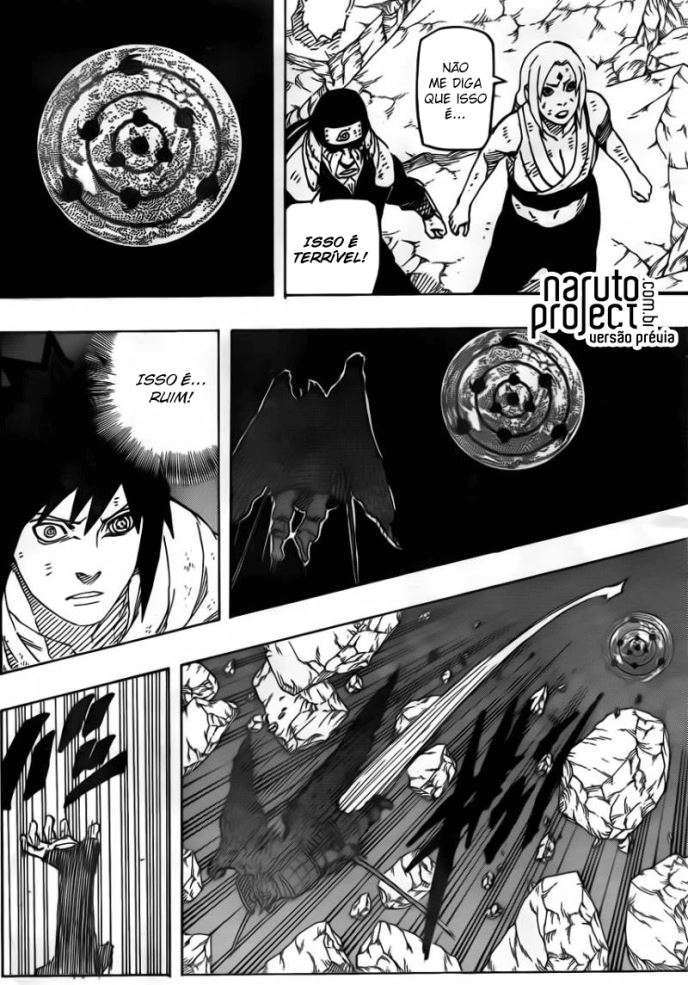 NÃO
ME DIGA
QUE ISSO
É...
ISSO É
TERRÍVEL!
naruto
project
.com.br
versão prévia
ISSO É...
RUIM!